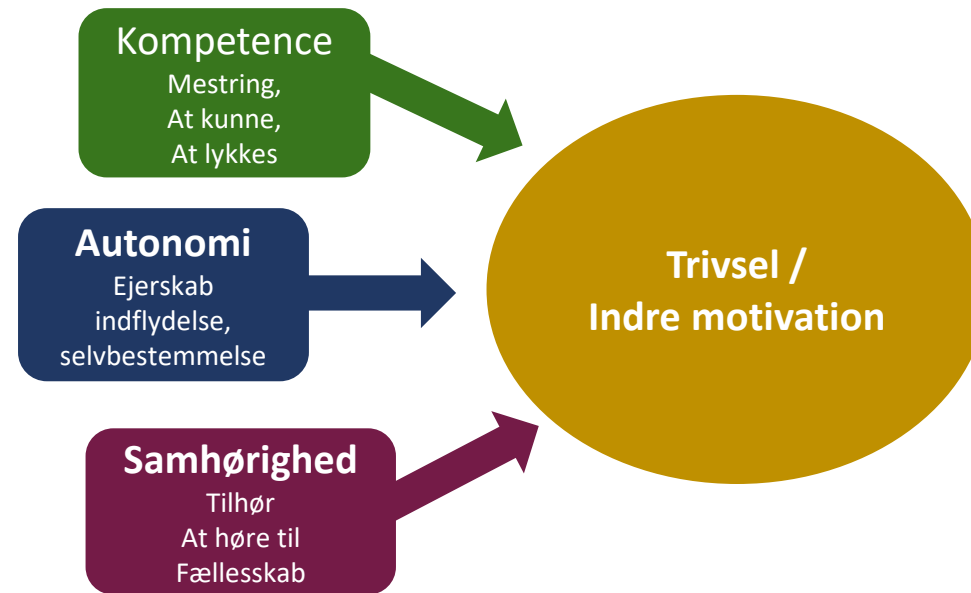 Kompetence
Mestring,
At kunne,
At lykkes
Autonomi
Ejerskab
indflydelse,
selvbestemmelse
Trivsel /
Indre motivation
Samhørighed
Tilhør
At høre til
Fællesskab